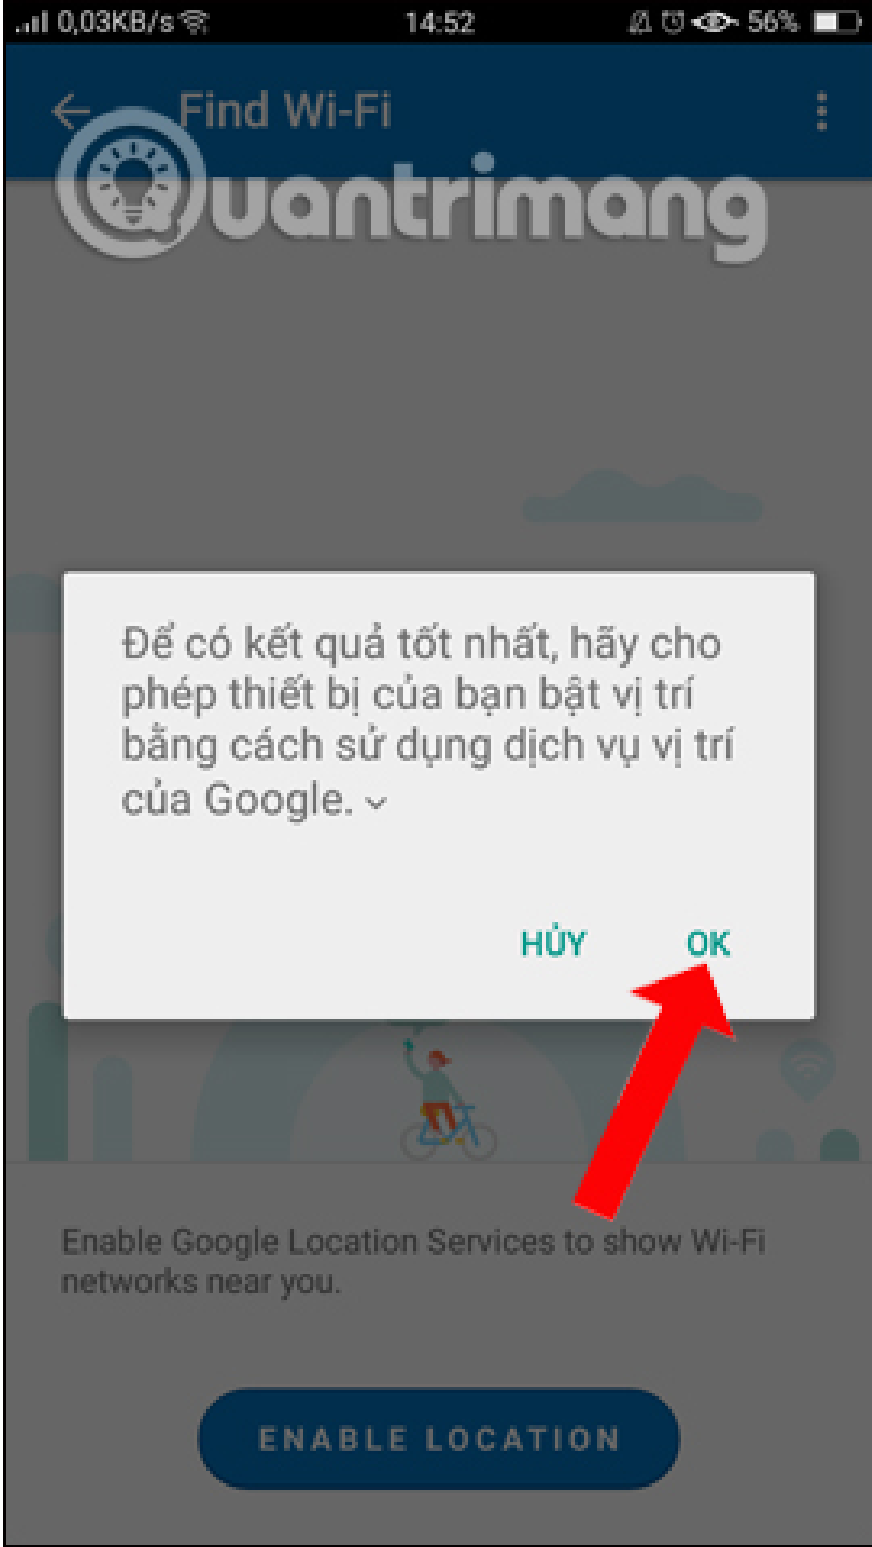 0,03KB/s 14:52 56%
Find Wi-Fi
Quantrimang
Để có kết quả tốt nhất, hãy cho
phép thiết bị của bạn bật vị trí
bằng cách sử dụng dịch vụ vị trí
của Google.
HỦY OK
Enable Google Location Services to show Wi-Fi
networks near you.
ENABLE LOCATION